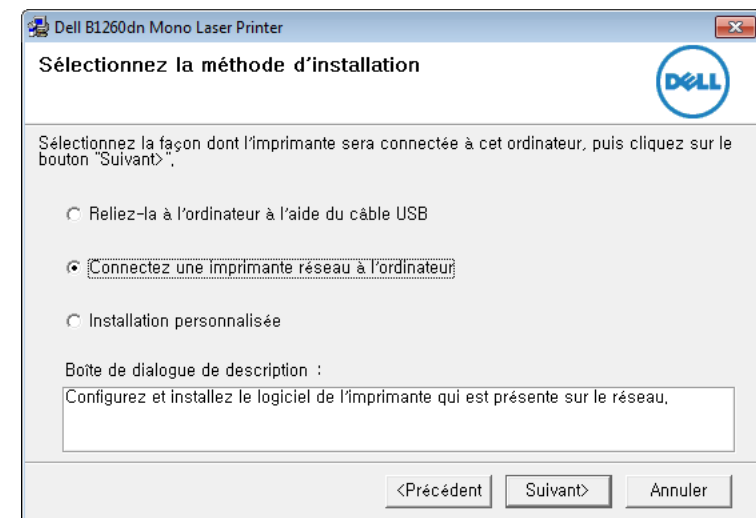 Dell B1260dn Mono Laser Printer
Sélectionnez la méthode d'installation
DELL
Sélectionnez la façon dont l'imprimante sera connectée à cet ordinateur, puis cliquez sur le
bouton "Suivant>".
Reliez-la à l'ordinateur à l'aide du câble USB
Connectez une imprimante réseau à l'ordinateur
Installation personnalisée
Boîte de dialogue de description :
Configurez et installez le logiciel de l'imprimante qui est présente sur le réseau.
<Précédent Suivant> Annuler